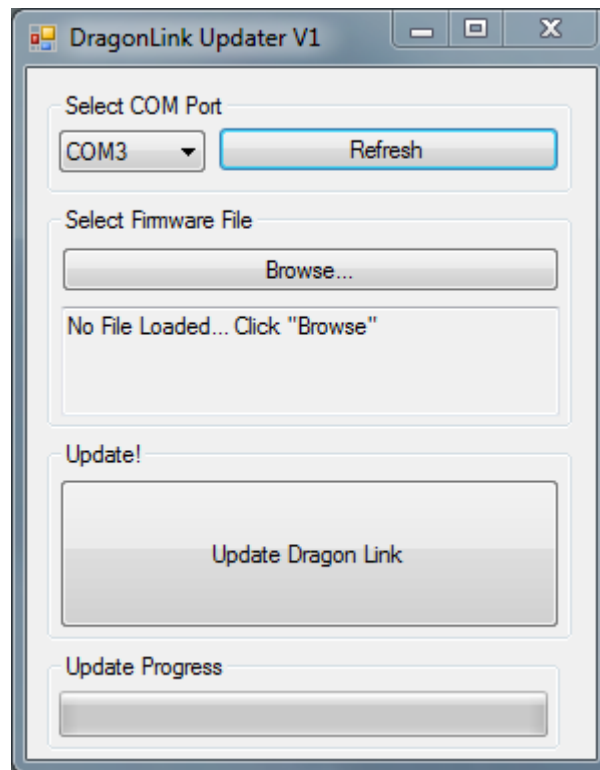 DragonLink Updater V1
Select COM Port
COM3 Refresh
Select Firmware File
Browse...
No File Loaded... Click "Browse"
Update!
Update Dragon Link
Update Progress